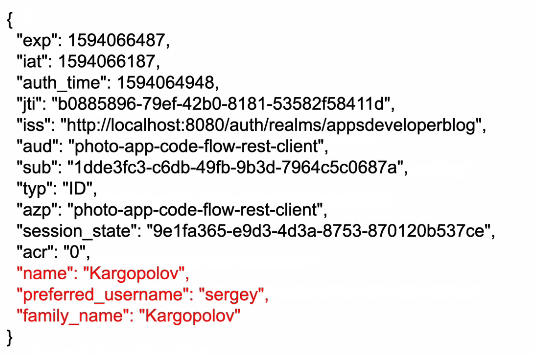 {
"exp": 1594066487,
"iat": 1594066187,
"auth_time": 1594064948,
"jti": "b0885896-79ef-42b0-8181-53582f58411d",
"iss": "http://localhost:8080/auth/realms/appsdeveloperblog",
"aud": "photo-app-code-flow-rest-client",
"sub": "1dde3fc3-c6db-49fb-9b3d-7964c5c0687a",
"typ": "ID",
"azp": "photo-app-code-flow-rest-client",
"session_state": "9e1fa365-e9d3-4d3a-8753-870120b537ce",
"acr": "0",
"name": "Kargopolov",
"preferred_username": "sergey",
"family_name": "Kargopolov"
}